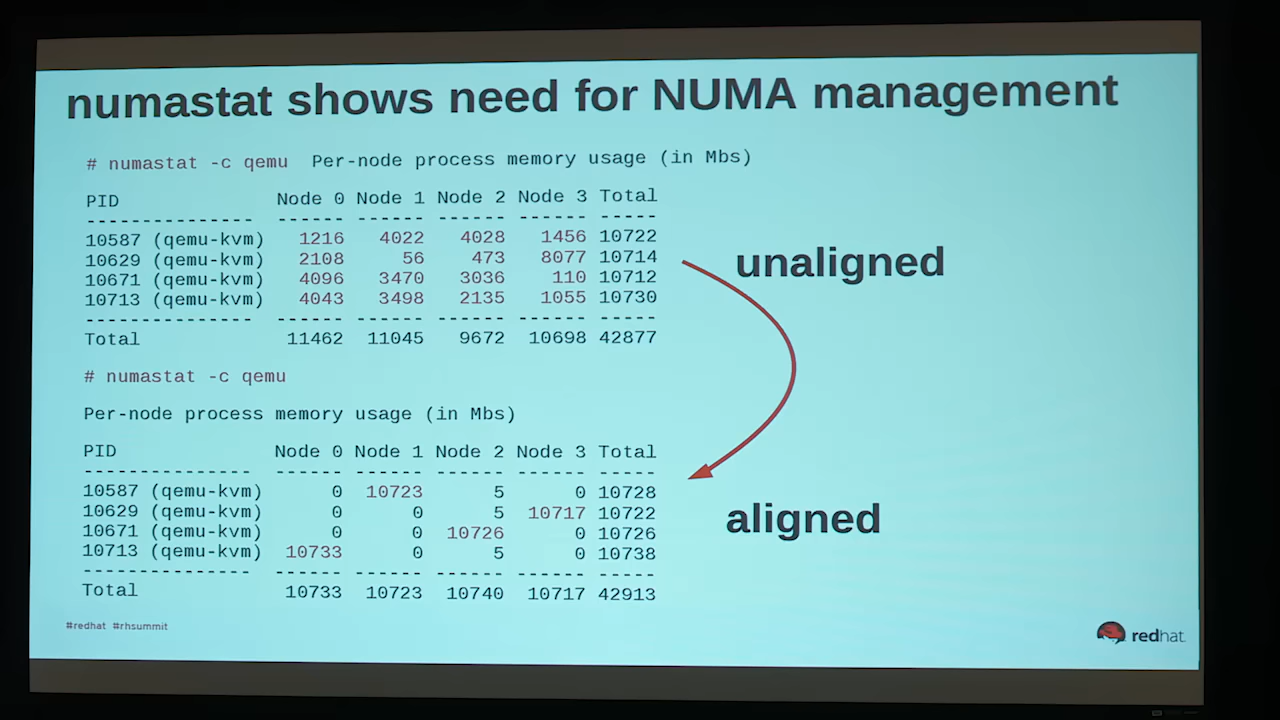 numastat shows need for NUMA management
# numastat -c qemu  Per-node process memory usage (in Mbs)
PID              Node 0 Node 1 Node 2 Node 3 Total
---------------  ------ ------ ------ ------ -----
10587 (qemu-kvm)   1216   4022   4028   1456 10722
10629 (qemu-kvm)   2108     56    473   8077 10714
10671 (qemu-kvm)   4096   3470   3036    110 10712
10713 (qemu-kvm)   4043   3498   2135   1055 10730
---------------  ------ ------ ------ ------ -----
Total             11462  11045   9672  10698 42877
unaligned
# numastat -c qemu
Per-node process memory usage (in Mbs)
PID              Node 0 Node 1 Node 2 Node 3 Total
---------------  ------ ------ ------ ------ -----
10587 (qemu-kvm)      0  10723      5      0 10728
10629 (qemu-kvm)      0      0      5  10717 10722
10671 (qemu-kvm)      0      0  10726      0 10726
10713 (qemu-kvm)  10733      0      5      0 10738
---------------  ------ ------ ------ ------ -----
Total             10733  10723  10740  10717 42913
aligned
#redhat #rhsummit
redhat.